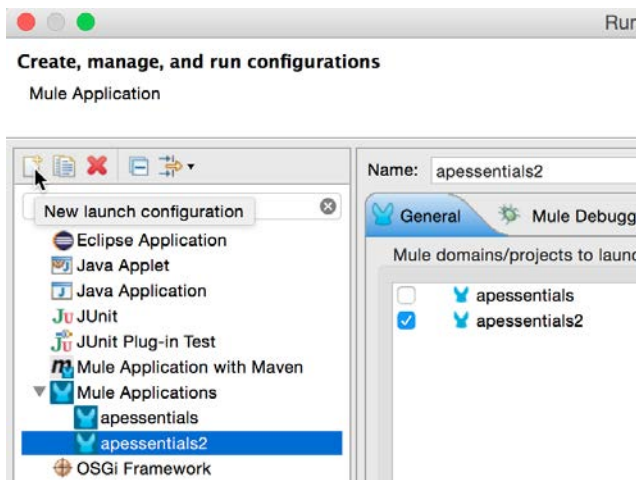 Run
Create, manage, and run configurations
Mule Application
Name: apessentials2
New launch configuration
General
Mule Debugg
Eclipse Application
Mule domains/projects to launc
Java Applet
apessentials
Java Application
apessentials2
JUnit
JUnit Plug-in Test
Mule Application with Maven
Mule Applications
apessentials
apessentials2
OSGi Framework